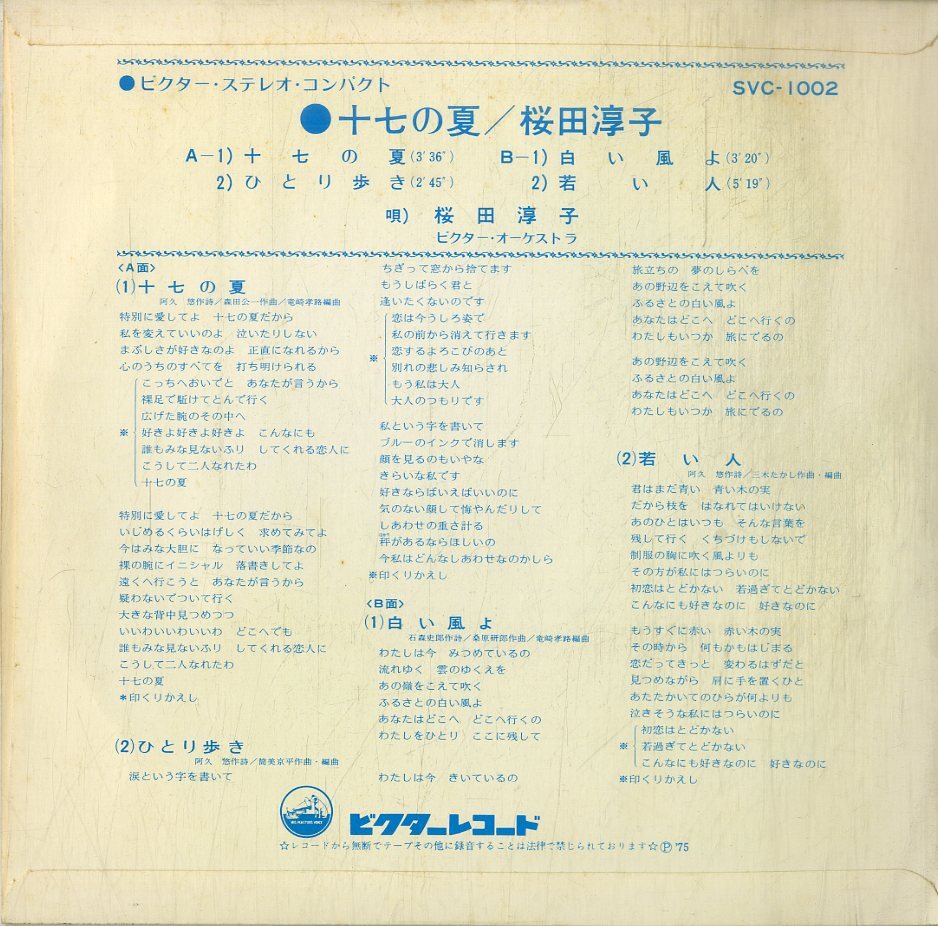 ●ビクター・ステレオ・コンパクト
SVC-1002
●十七の夏／桜田淳子
A-1) 十七の夏(3′36″)
2) ひとり歩き(2′45″)
B-1) 白い風よ(3′20″)
2) 若い人(5′19″)
唄) 桜田淳子
ビクター・オーケストラ
〈A面〉
(1)十七の夏
阿久 悠作詩／森田公一作曲／竜崎孝路編曲
特別に愛してよ 十七の夏だから
私を変えていいのよ 泣いたりしない
まぶしさが好きなのよ 正直になれるから
心のうちのすべてを 打ち明けられる
こっちへおいでと あなたが言うから
裸足で駈けてとんで行く
広げた腕のその中へ
※ 好きよ好きよ好きよ こんなにも
誰もみな見ないふり してくれる恋人に
こうして二人なれたわ
十七の夏
特別に愛してよ 十七の夏だから
いじめるくらいはげしく 求めてみてよ
今はみな大胆に なっていい季節なの
裸の腕にイニシャル 落書きしてよ
遠くへ行こうと あなたが言うから
疑わないでついて行く
大きな背中見つめつつ
いいわいいわいいわ どこへでも
誰もみな見ないふり してくれる恋人に
こうして二人なれたわ
十七の夏
＊印くりかえし
(2)ひとり歩き
阿久 悠作詩／筒美京平作曲・編曲
涙という字を書いて
ちぎって窓から捨てます
もうしばらく君と
逢いたくないのです
恋は今うしろ姿で
私の前から消えて行きます
※ 恋するよろこびのあと
別れの悲しみ知らされ
もう私は大人
大人のつもりです
私という字を書いて
ブルーのインクで消します
顔を見るのもいやな
きらいな私です
好きならばいえばいいのに
気のない顔して悔やんだりして
しあわせの重さ計る
秤があるならほしいの
今私はどんなしあわせなのかしら
※印くりかえし
〈B面〉
(1)白い風よ
石森史郎作詩／桑原研郎作曲／竜崎孝路編曲
わたしは今 みつめているの
流れゆく 雲のゆくえを
あの嶺をこえて吹く
ふるさとの白い風よ
あなたはどこへ どこへ行くの
わたしをひとり ここに残して
わたしは今 きいているの
旅立ちの 夢のしらべを
あの野辺をこえて吹く
ふるさとの白い風よ
あなたはどこへ どこへ行くの
わたしもいつか 旅にでるの
あの野辺をこえて吹く
ふるさとの白い風よ
あなたはどこへ どこへ行くの
わたしもいつか 旅にでるの
(2)若い人
阿久 悠作詩／三木たかし作曲・編曲
君はまだ青い 青い木の実
だから枝を はなれてはいけない
あのひとはいつも そんな言葉を
残して行く くちづけもしないで
制服の胸に吹く風よりも
その方が私にはつらいのに
初恋はとどかない 若過ぎてとどかない
こんなにも好きなのに 好きなのに
もうすぐに赤い 赤い木の実
その時から 何もかもはじまる
恋だってきっと 変わるはずだと
見つめながら 肩に手を置くひと
あたたかいてのひらが何よりも
泣きそうな私にはつらいのに
初恋はとどかない
※ 若過ぎてとどかない
こんなにも好きなのに 好きなのに
※印くりかえし
HIS MASTER'S VOICE
ビクターレコード
☆レコードから無断でテープその他に録音することは法律で禁じられております☆Ⓟ'75